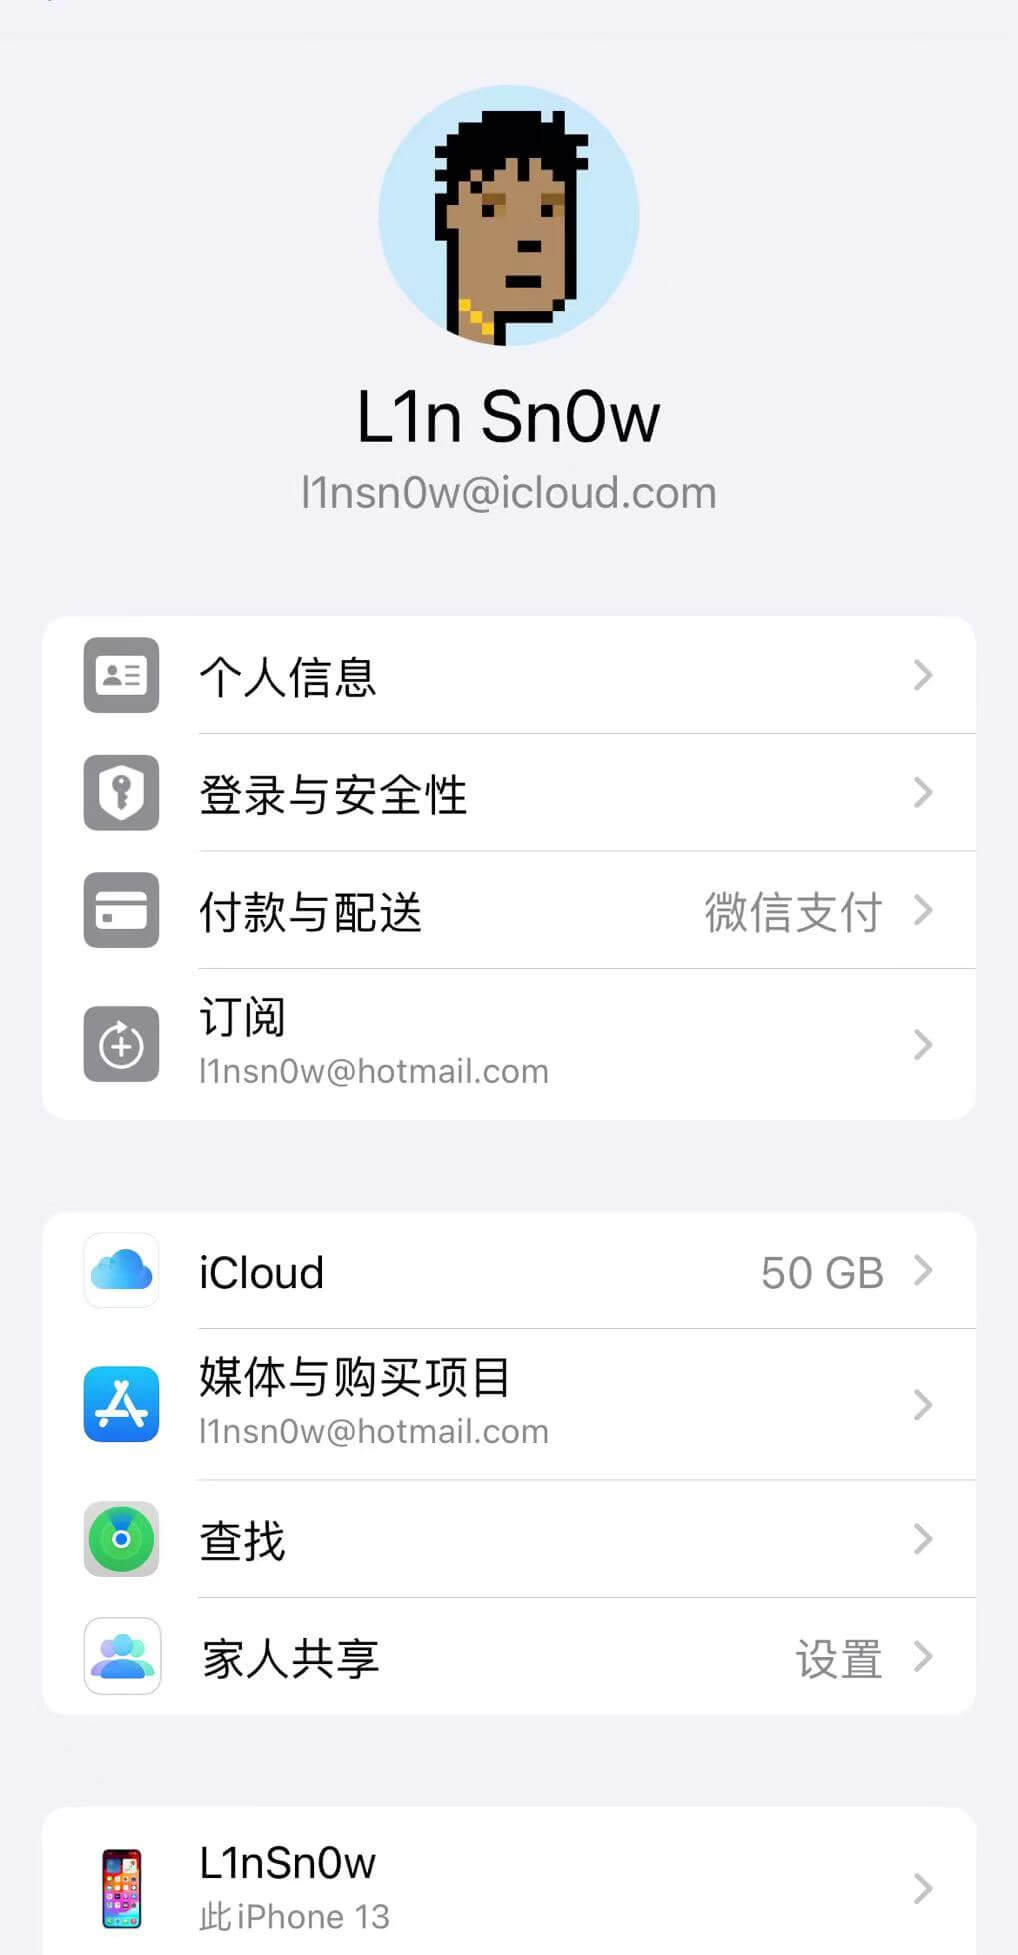 L1n Sn0w
l1nsn0w@icloud.com
个人信息
登录与安全性
付款与配送 微信支付
订阅
l1nsn0w@hotmail.com
iCloud 50 GB
媒体与购买项目
l1nsn0w@hotmail.com
查找
家人共享 设置
L1nSn0w
此iPhone 13